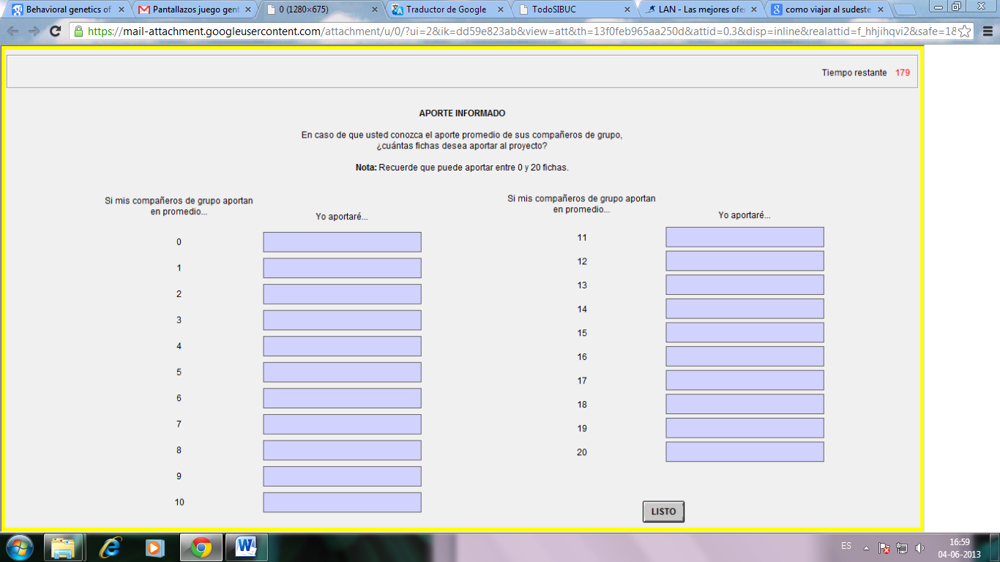 Behavioral genetics of
Pantallazos juego gent
0 (1280×675)
Traductor de Google
TodoSIBUC
LAN - Las mejores ofer
como viajar al sudeste
https://mail-attachment.googleusercontent.com/attachment/u/0/?ui=2&ik=dd59e823ab&view=att&th=13f0feb965aa250d&attid=0.3&disp=inline&realattid=f_hhjihqvi2&safe=18
Tiempo restante 179
APORTE INFORMADO
En caso de que usted conozca el aporte promedio de sus compañeros de grupo,
¿cuántas fichas desea aportar al proyecto?
Nota: Recuerde que puede aportar entre 0 y 20 fichas.
Si mis compañeros de grupo aportan
en promedio...
Yo aportaré...
0
1
2
3
4
5
6
7
8
9
10
Si mis compañeros de grupo aportan
en promedio...
Yo aportaré...
11
12
13
14
15
16
17
18
19
20
LISTO
ES
16:59
04-06-2013